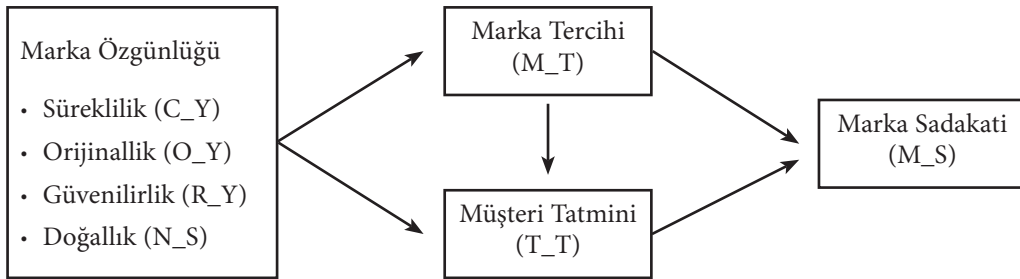 Marka Özgünlüğü
• Süreklilik (C_Y)
• Orijinallik (O_Y)
• Güvenilirlik (R_Y)
• Doğallık (N_S)
Marka Tercihi
(M_T)
Müşteri Tatmini
(T_T)
Marka Sadakati
(M_S)